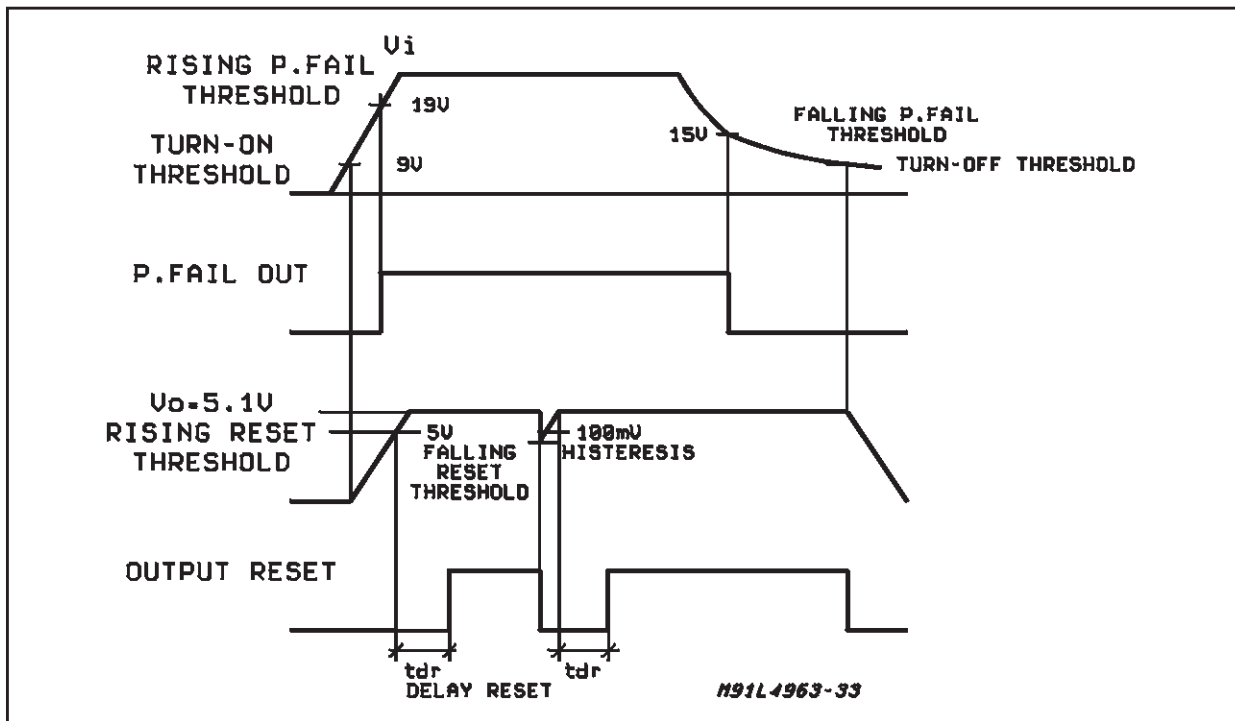 Vi
RISING P.FAIL
THRESHOLD
19V
TURN-ON
THRESHOLD
9V
15V
FALLING P.FAIL
THRESHOLD
TURN-OFF THRESHOLD
P.FAIL OUT
Vo=5.1V
RISING RESET
THRESHOLD
5V
FALLING
RESET
THRESHOLD
100mV
HISTERESIS
OUTPUT RESET
tdr
DELAY RESET
tdr
M91L4963-33